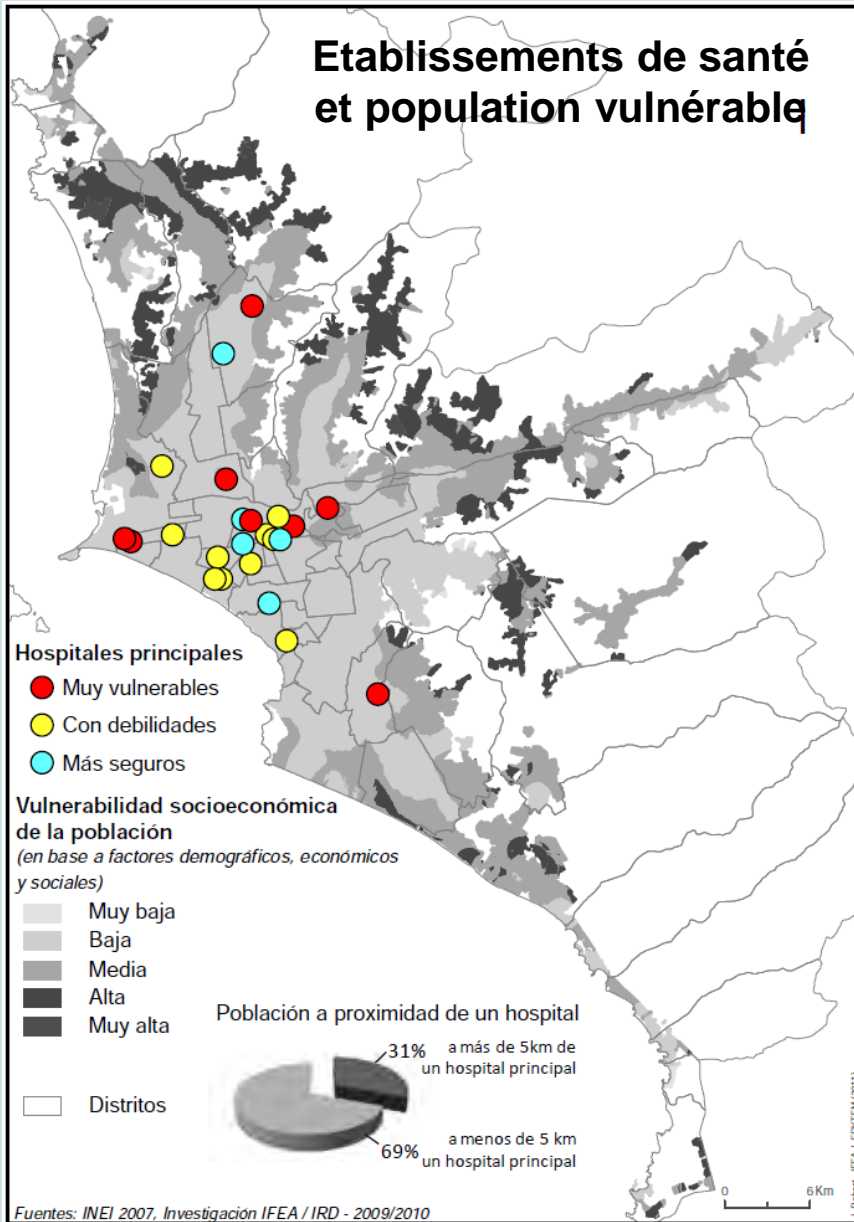 Etablissements de santé
et population vulnérable
Hospitales principales
Muy vulnerables
Con debilidades
Más seguros
Vulnerabilidad socioeconómica
de la población
(en base a factores demográficos, económicos
y sociales)
Muy baja
Baja
Media
Alta
Muy alta
Distritos
Población a proximidad de un hospital
31% a más de 5km de
un hospital principal
69% a menos de 5 km
un hospital principal
0 6 Km
Fuentes: INEI 2007, Investigación IFEA / IRD - 2009/2010